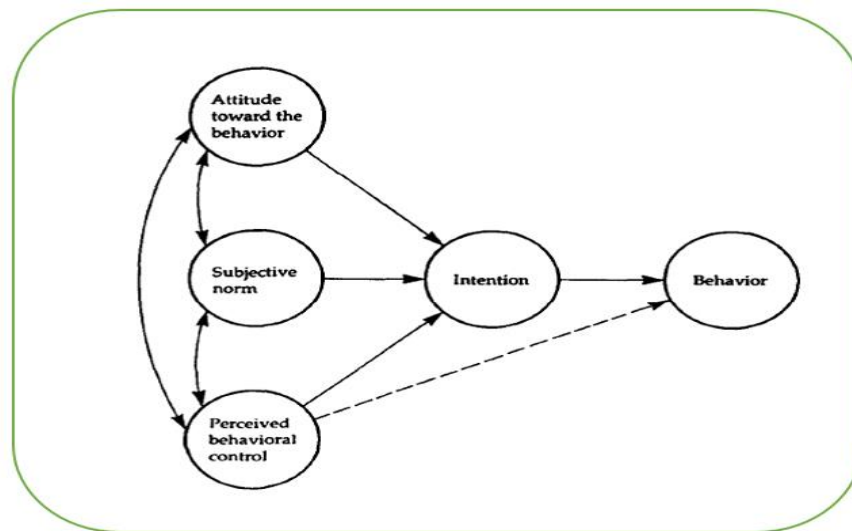 Attitude
toward the
behavior
Subjective
norm
Intention
Behavior
Perceived
behavioral
control